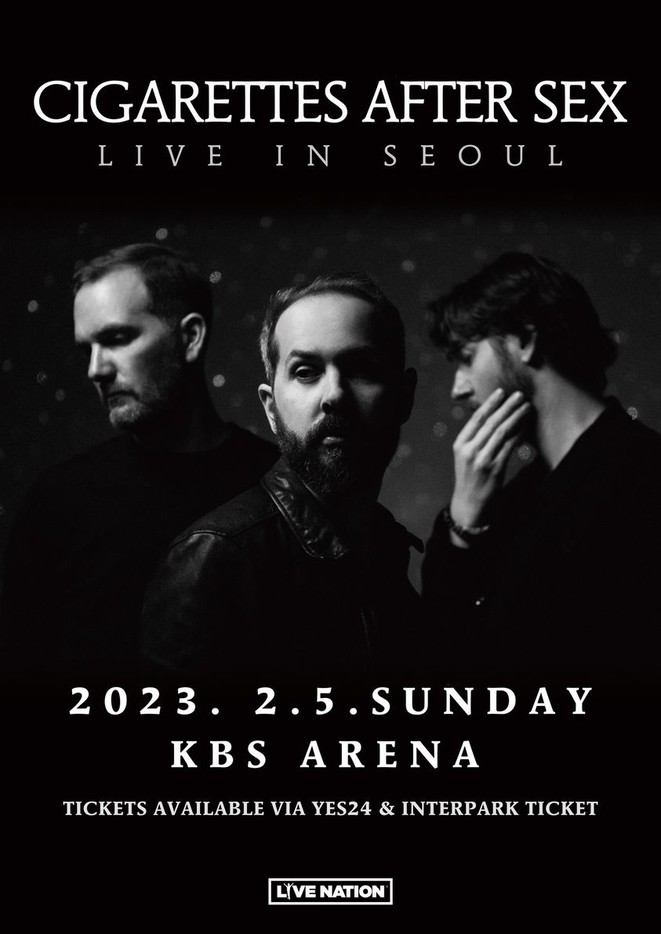 CIGARETTES AFTER SEX
LIVE IN SEOUL
2023. 2.5.SUNDAY
KBS ARENA
TICKETS AVAILABLE VIA YES24 & INTERPARK TICKET
LIVE NATION